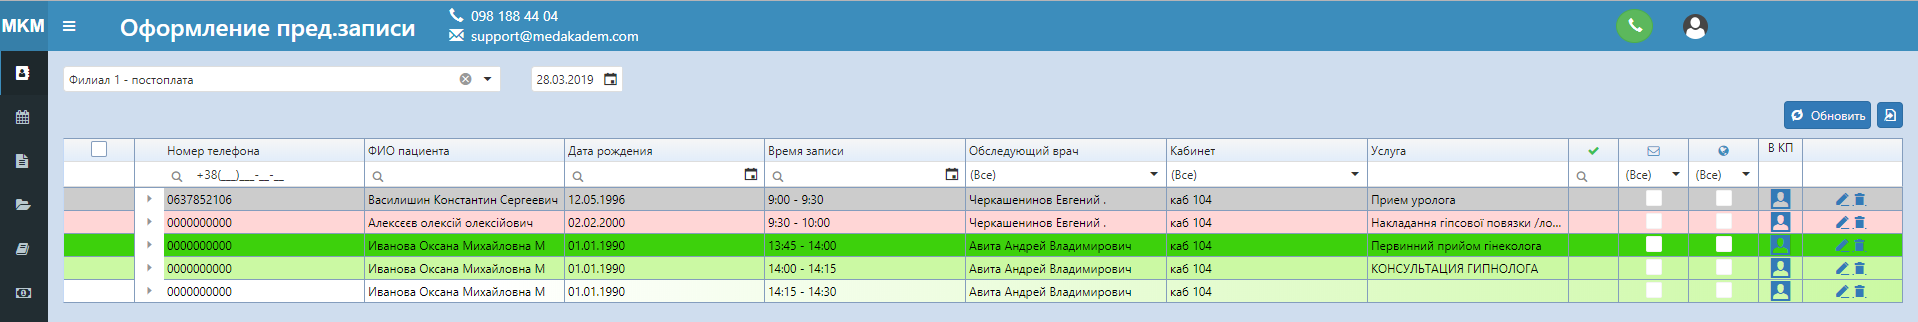 МКМ
Оформление пред.записи
098 188 44 04
support@medakadem.com
Филиал 1 - постоплата
28.03.2019
Обновить
Номер телефона ФИО пациента Дата рождения Время записи Обследующий врач Кабинет Услуга В КП
+38(___)___-__-__ (Все) (Все) (Все) (Все)
0637852106 Василишин Константин Сергеевич 12.05.1996 9:00 - 9:30 Черкашенинов Евгений . каб 104 Прием уролога
0000000000 Алексєєв олексій олексійович 02.02.2000 9:30 - 10:00 Черкашенинов Евгений . каб 104 Накладання гіпсової повязки /ло...
0000000000 Иванова Оксана Михайловна М 01.01.1990 13:45 - 14:00 Авита Андрей Владимирович каб 104 Первинний прийом гінеколога
0000000000 Иванова Оксана Михайловна М 01.01.1990 14:00 - 14:15 Авита Андрей Владимирович каб 104 КОНСУЛЬТАЦИЯ ГИПНОЛОГА
0000000000 Иванова Оксана Михайловна М 01.01.1990 14:15 - 14:30 Авита Андрей Владимирович каб 104